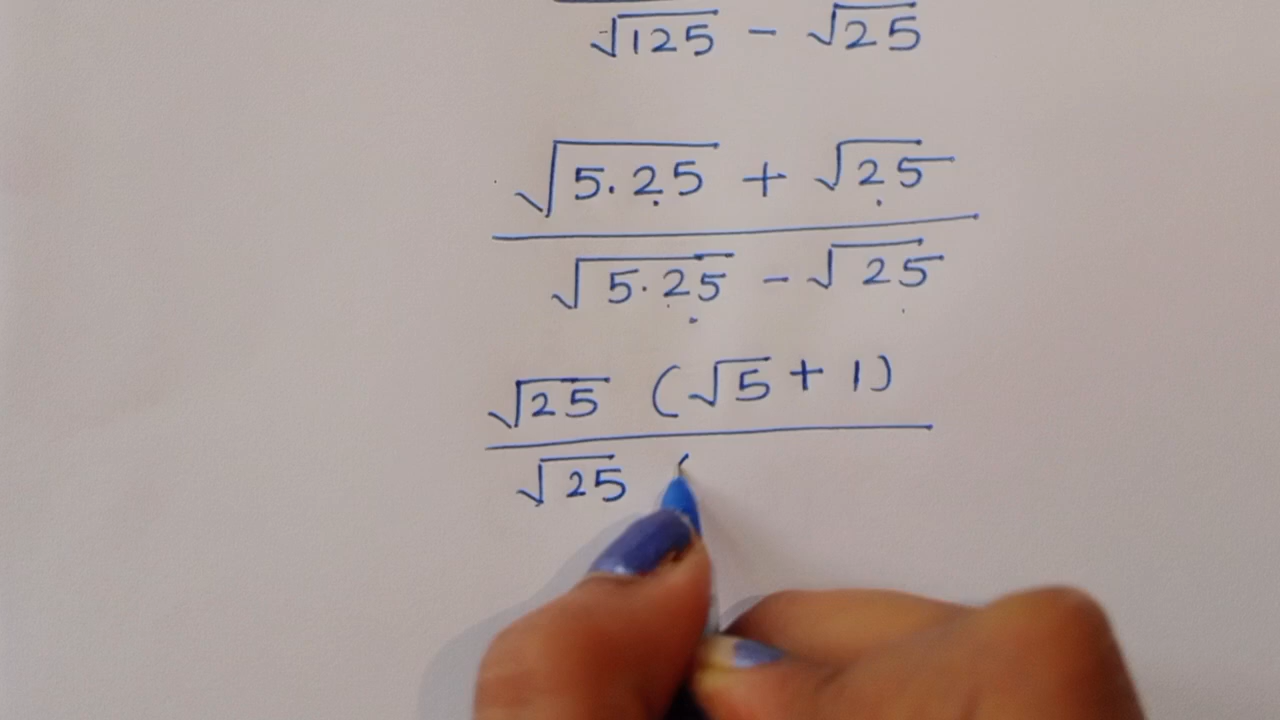 √125 - √25
√5.25 + √25
√5.25 - √25
√25 (√5 + 1)
√25 (